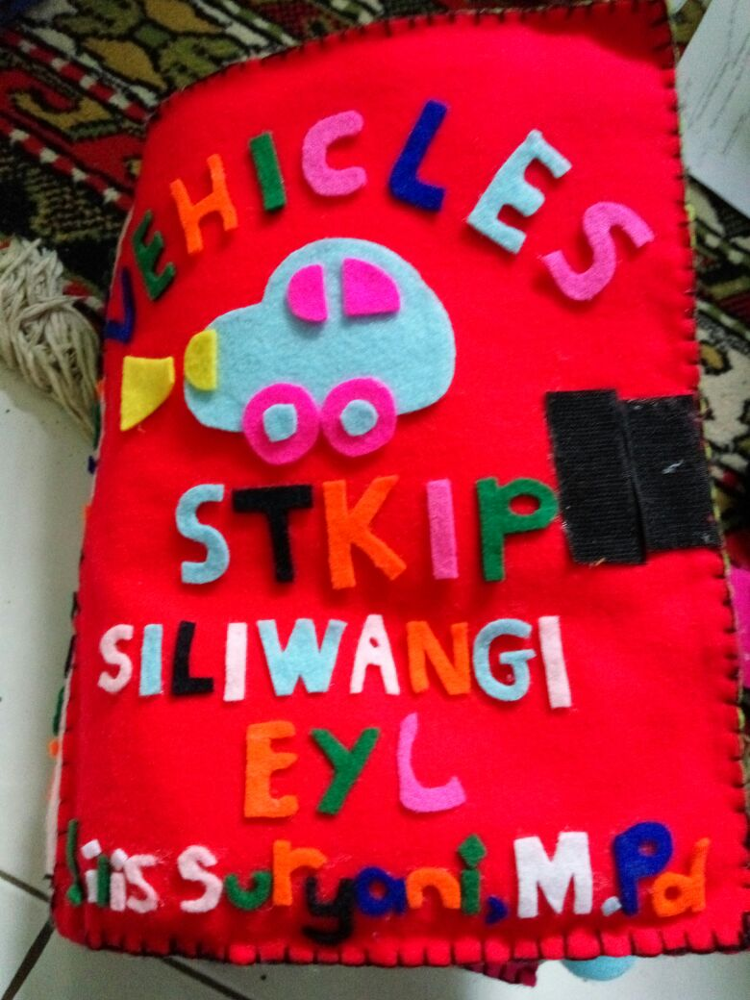 VEHICLES
STKIP
SILIWANGI
EYL
Lilis Suryani, M.Pd